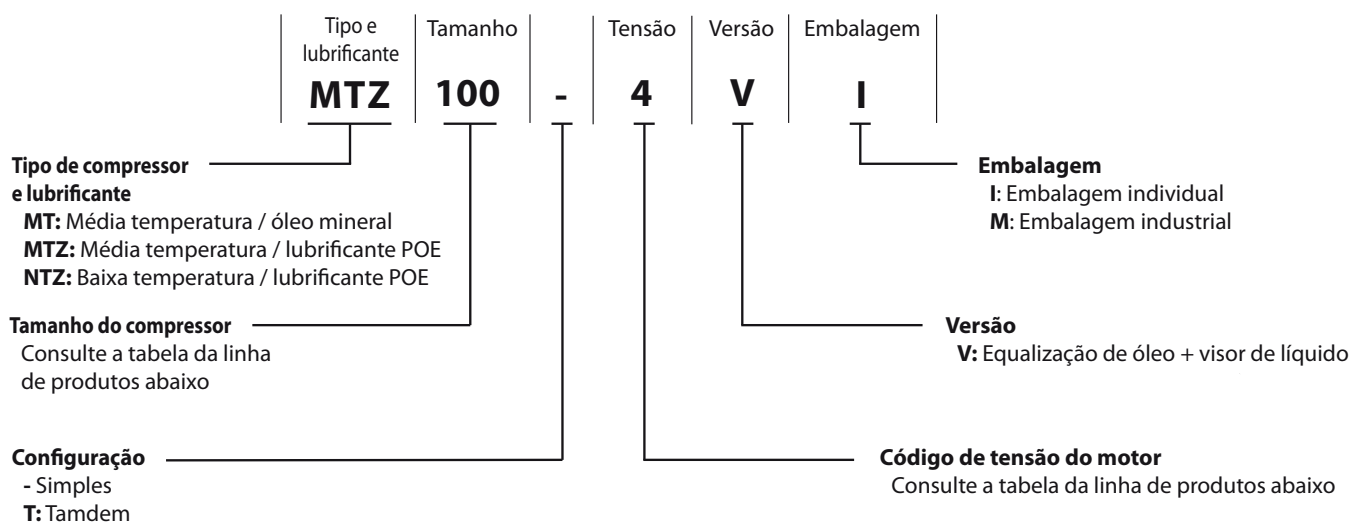 Tipo e
lubrificante
Tamanho
Tensão
Versão
Embalagem
MTZ 100 - 4 V I
Tipo de compressor
e lubrificante
MT: Média temperatura / óleo mineral
MTZ: Média temperatura / lubrificante POE
NTZ: Baixa temperatura / lubrificante POE
Embalagem
I: Embalagem individual
M: Embalagem industrial
Tamanho do compressor
Consulte a tabela da linha
de produtos abaixo
Versão
V: Equalização de óleo + visor de líquido
Configuração
- Simples
T: Tamdem
Código de tensão do motor
Consulte a tabela da linha de produtos abaixo